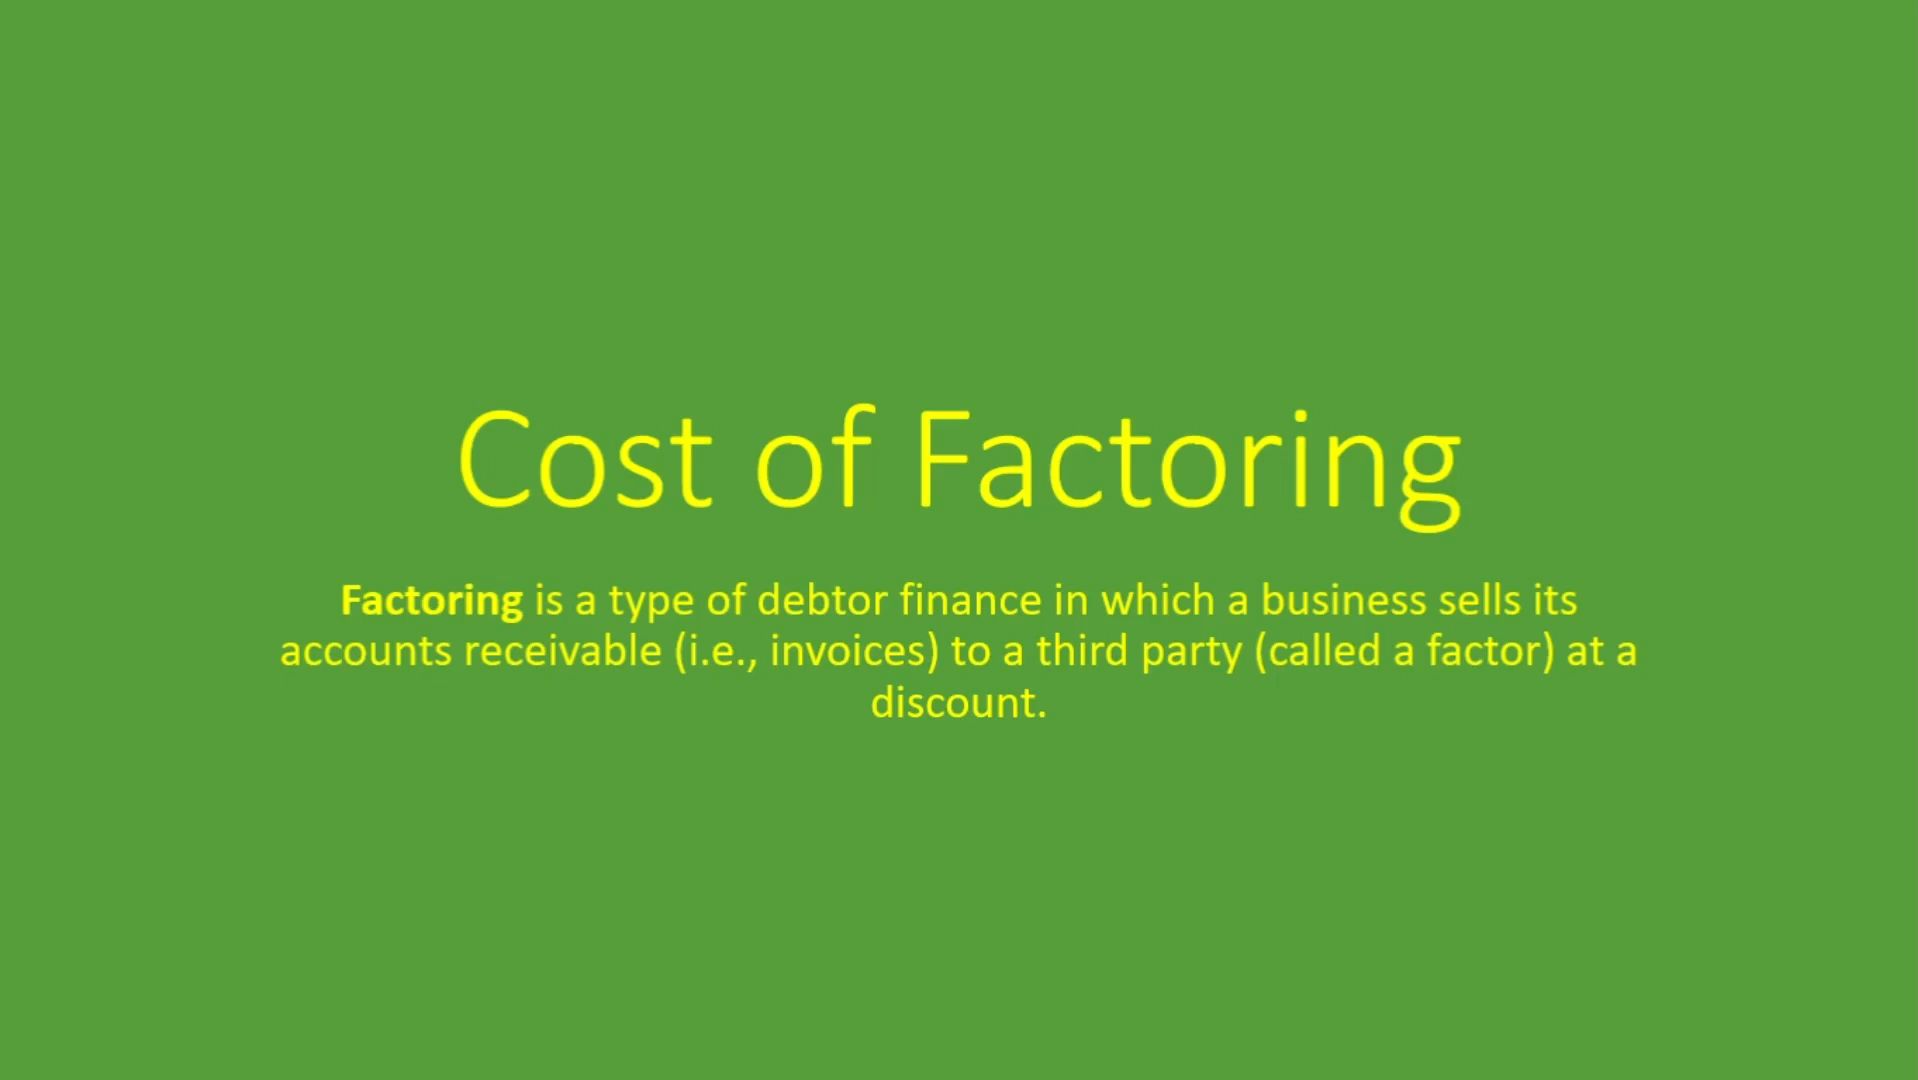 Cost of Factoring
Factoring is a type of debtor finance in which a business sells its
accounts receivable (i.e., invoices) to a third party (called a factor) at a
discount.